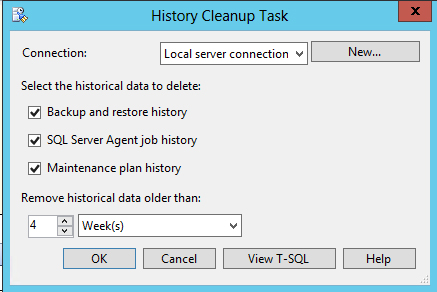 History Cleanup Task
x
Connection: Local server connection New...
Select the historical data to delete:
Backup and restore history
SQL Server Agent job history
Maintenance plan history
Remove historical data older than:
4 Week(s)
OK Cancel View T-SQL Help